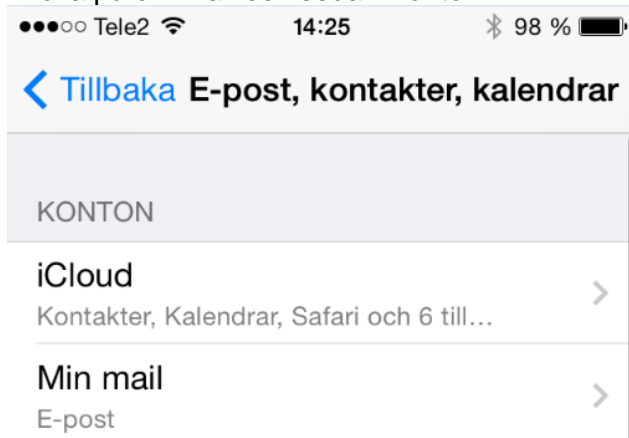 Tele2 14:25 98 %
Tillbaka E-post, kontakter, kalendrar
KONTON
iCloud
Kontakter, Kalendrar, Safari och 6 till...
Min mail
E-post